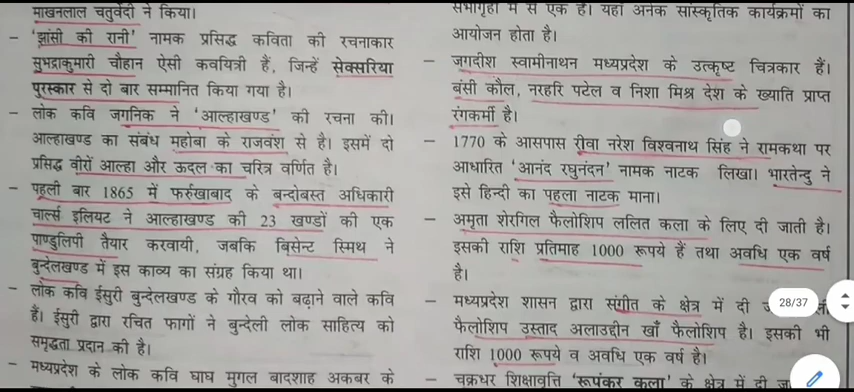 माखनलाल चतुर्वेदी ने किया।
– 'झांसी की रानी' नामक प्रसिद्ध कविता की रचनाकार
सुभद्राकुमारी चौहान ऐसी कवयित्री हैं, जिन्हें सेक्सरिया
पुरस्कार से दो बार सम्मानित किया गया है।
– लोक कवि जगनिक ने 'आल्हाखण्ड' की रचना की।
आल्हाखण्ड का संबंध महोबा के राजवंश से है। इसमें दो
प्रसिद्ध वीरों आल्हा और ऊदल का चरित्र वर्णित है।
– पहली बार 1865 में फर्रुखाबाद के बन्दोबस्त अधिकारी
चार्ल्स इलियट ने आल्हाखण्ड की 23 खण्डों की एक
पाण्डुलिपी तैयार करवायी, जबकि बिसेन्ट स्मिथ ने
बुन्देलखण्ड में इस काव्य का संग्रह किया था।
– लोक कवि ईसुरी बुन्देलखण्ड के गौरव को बढ़ाने वाले कवि
हैं। ईसुरी द्वारा रचित फागों ने बुन्देली लोक साहित्य को
समृद्धता प्रदान की है।
– मध्यप्रदेश के लोक कवि घाघ मुगल बादशाह अकबर के
सभागृहों में से एक है। यहां अनेक सांस्कृतिक कार्यक्रमों का
आयोजन होता है।
– जगदीश स्वामीनाथन मध्यप्रदेश के उत्कृष्ट चित्रकार हैं।
बंसी कौल, नरहरि पटेल व निशा मिश्र देश के ख्याति प्राप्त
रंगकर्मी है।
– 1770 के आसपास रीवा नरेश विश्वनाथ सिंह ने रामकथा पर
आधारित 'आनंद रघुनंदन' नामक नाटक लिखा। भारतेन्दु ने
इसे हिन्दी का पहला नाटक माना।
– अमृता शेरगिल फैलोशिप ललित कला के लिए दी जाती है।
इसकी राशि प्रतिमाह 1000 रूपये हैं तथा अवधि एक वर्ष
है।
– मध्यप्रदेश शासन द्वारा संगीत के क्षेत्र में दी
फैलोशिप उस्ताद अलाउद्दीन खाँ फैलोशिप है। इसकी भी
राशि 1000 रूपये व अवधि एक वर्ष है।
– चक्रधर शिक्षावृत्ति 'रूपंकर कला' के क्षेत्र में दी
28/37